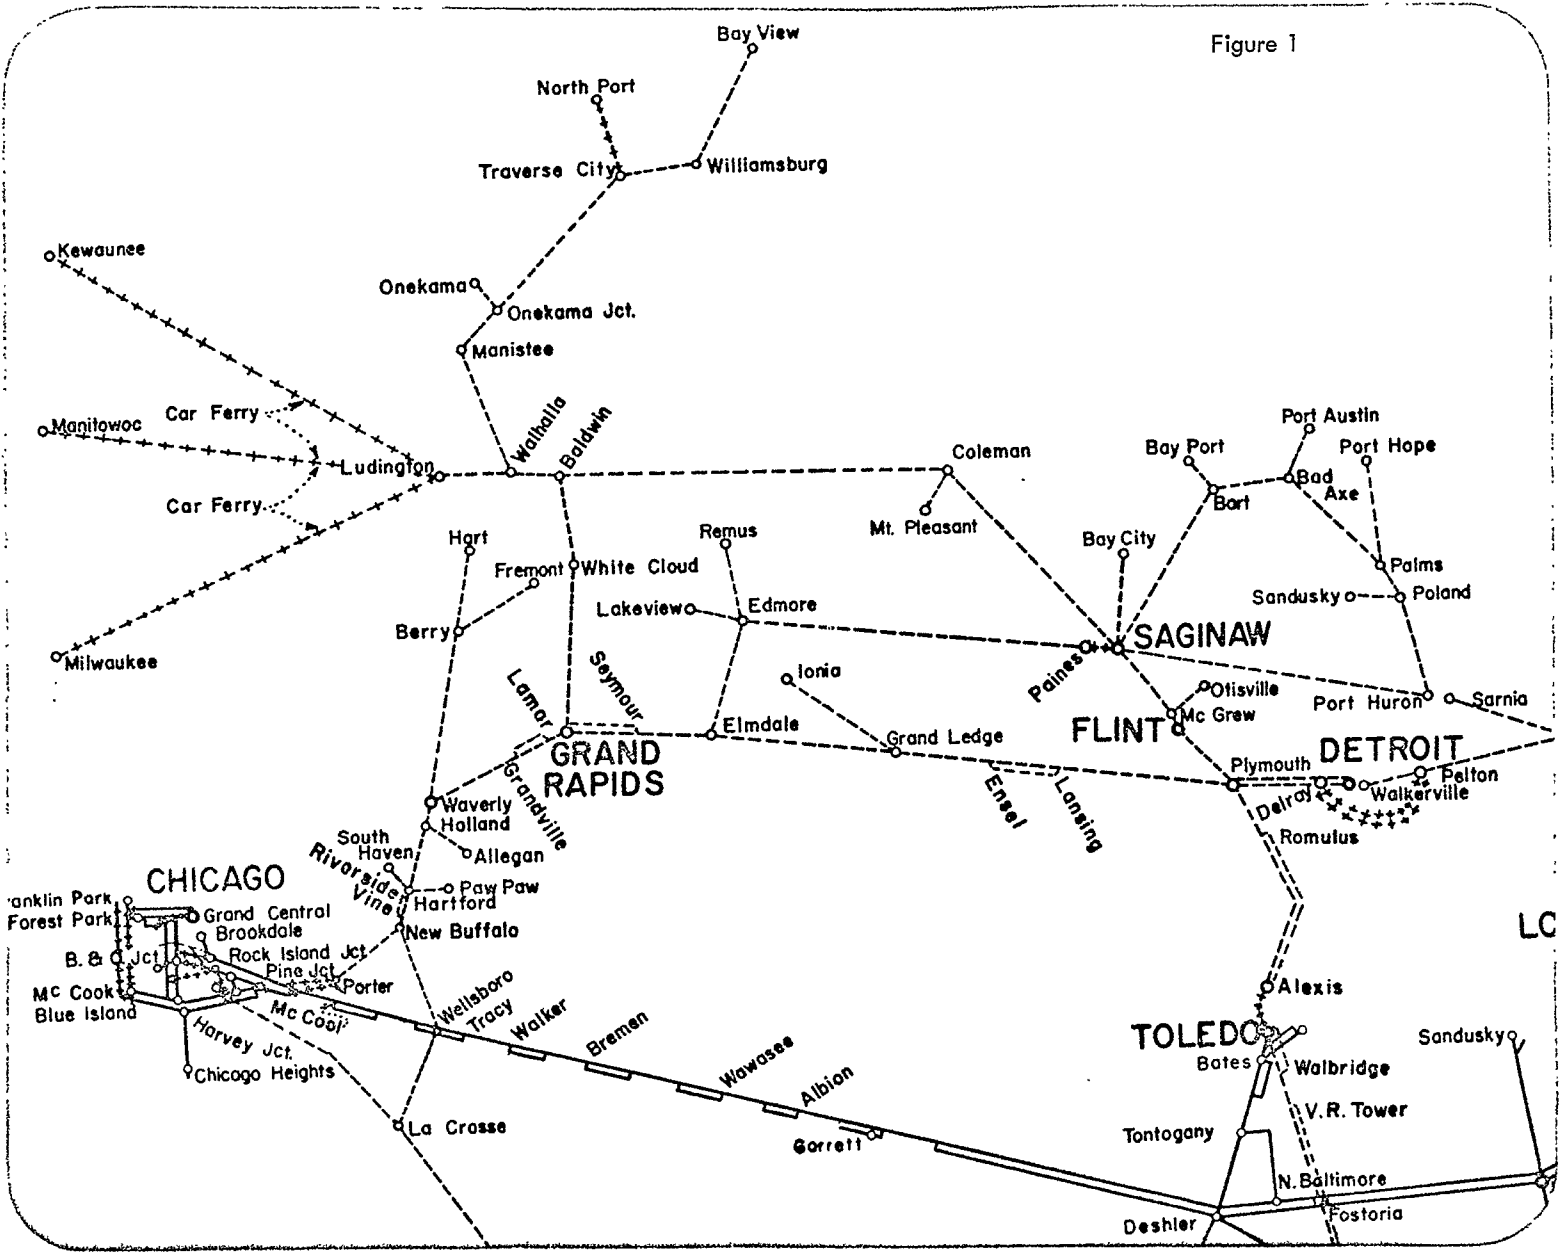 Figure 1
Bay View
North Port
Traverse City
Williamsburg
Kewaunee
Onekama
Onekama Jct.
Manistee
Car Ferry
Manitowoc
Ludington
Walhalla
Baldwin
Car Ferry
Milwaukee
Coleman
Mt. Pleasant
Port Austin
Bay Port
Port Hope
Bad
Axe
Bart
Bay City
Palms
Sandusky
Poland
Hart
Fremont
White Cloud
Berry
Remus
Lakeview
Edmore
Paines
SAGINAW
Ionia
Otisville
Mc Grew
FLINT
Port Huron
Sarnia
Lamar
Seymour
GRAND
RAPIDS
Elmdale
Grand Ledge
Ensel
Lansing
Plymouth
DETROIT
Pelton
Delray
Walkerville
Romulus
Waverly
Grandville
Holland
Allegan
South
Haven
Riverside
Vine
Paw Paw
Hartford
New Buffalo
CHICAGO
anklin Park
Forest Park
Grand Central
Brookdale
B. & Jct.
Rock Island Jct.
Pine Jct.
Porter
Mc Cook
Blue Island
Mc Cool
Harvey Jct.
Chicago Heights
Wellsboro
Tracy
Walker
Bremen
Wawasee
Albion
Garrett
La Crosse
LO
Alexis
TOLEDO
Bates
Walbridge
Sandusky
V.R. Tower
Tontogany
N. Baltimore
Deshler
Fostoria